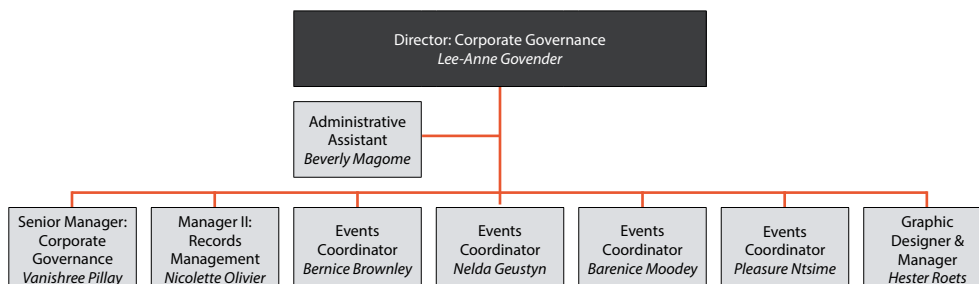 Director: Corporate Governance
Lee-Anne Govender
Administrative
Assistant
Beverly Magome
Senior Manager:
Corporate
Governance
Vanishree Pillay
Manager II:
Records
Management
Nicolette Olivier
Events
Coordinator
Bernice Brownley
Events
Coordinator
Nelda Geustyn
Events
Coordinator
Barenice Moodey
Events
Coordinator
Pleasure Ntsime
Graphic
Designer &
Manager
Hester Roets